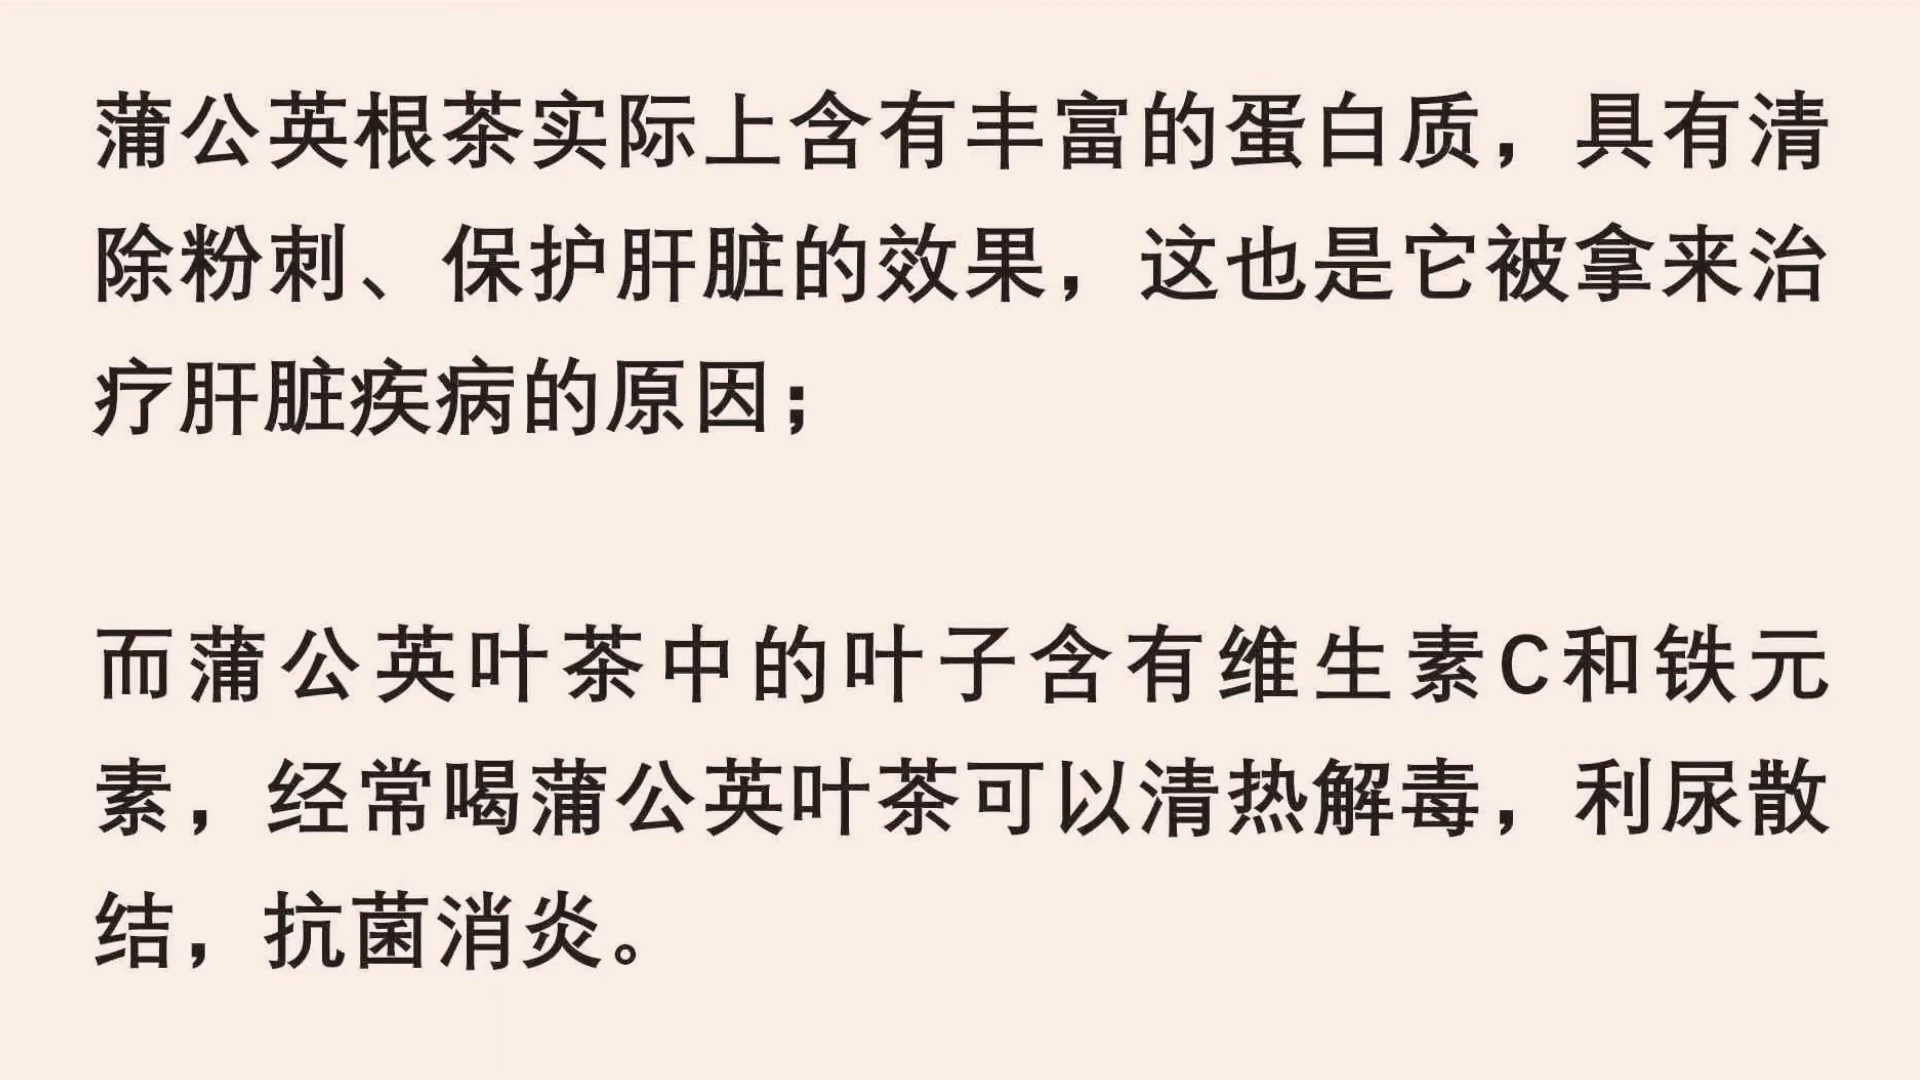 蒲公英根茶实际上含有丰富的蛋白质，具有清
除粉刺、保护肝脏的效果，这也是它被拿来治
疗肝脏疾病的原因；
而蒲公英叶茶中的叶子含有维生素C和铁元
素，经常喝蒲公英叶茶可以清热解毒，利尿散
结，抗菌消炎。